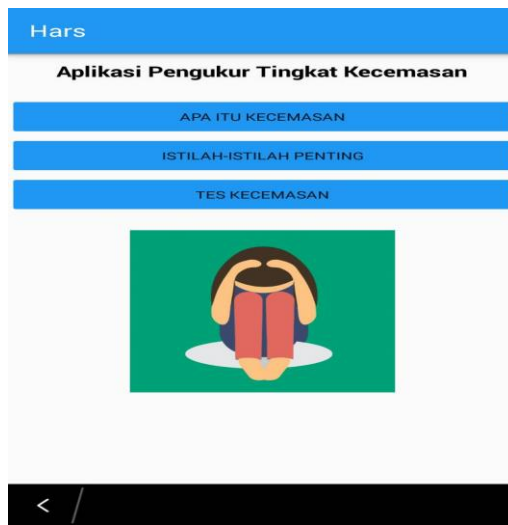 Hars
Aplikasi Pengukur Tingkat Kecemasan
APA ITU KECEMASAN
ISTILAH-ISTILAH PENTING
TES KECEMASAN